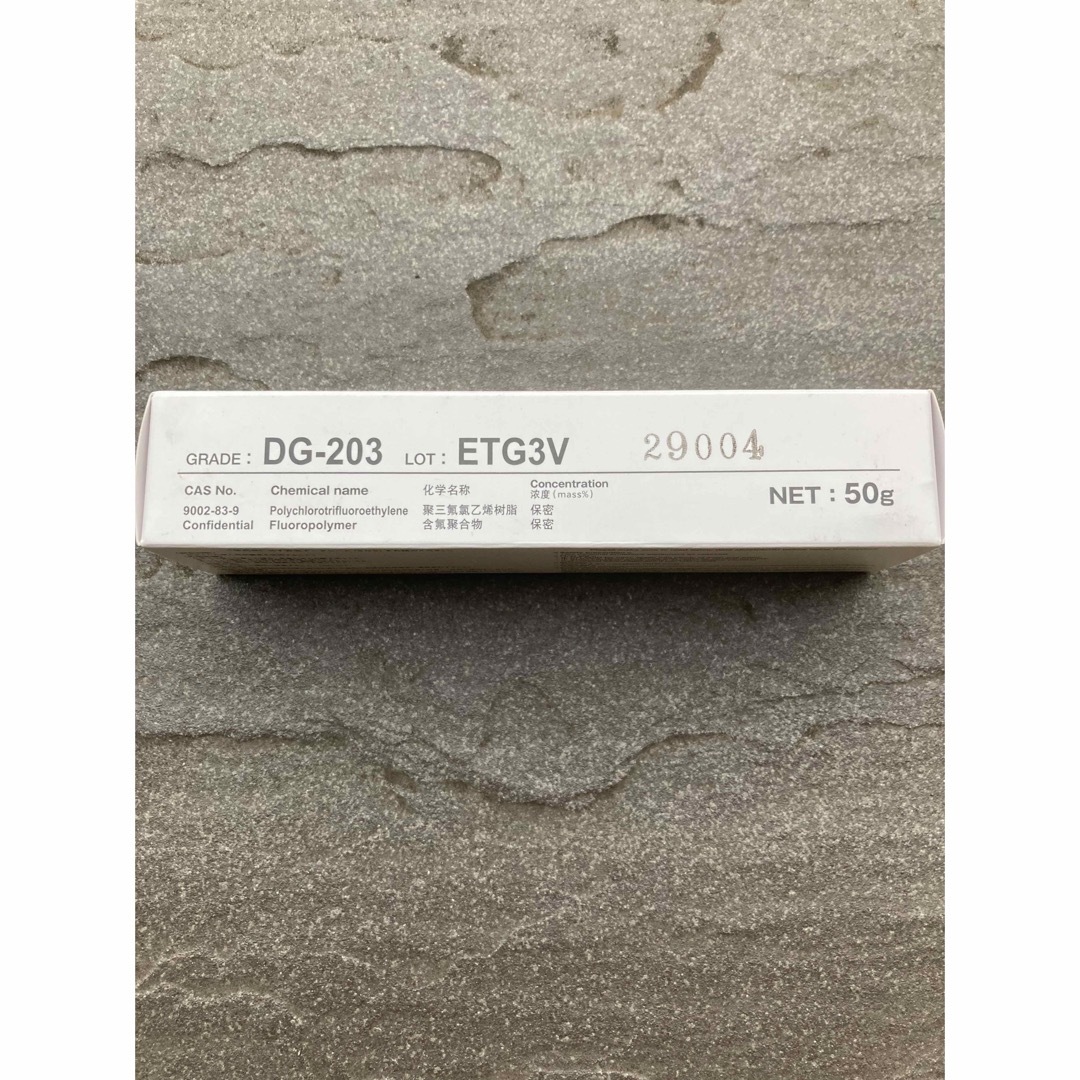 GRADE : DG-203 LOT : ETG3V 29004
CAS No. Chemical name 化学名称 Concentration 浓度(mass%) NET : 50g
9002-83-9 Polychlorotrifluoroethylene 聚三氟氯乙烯树脂 保密
Confidential Fluoropolymer 含氟聚合物 保密